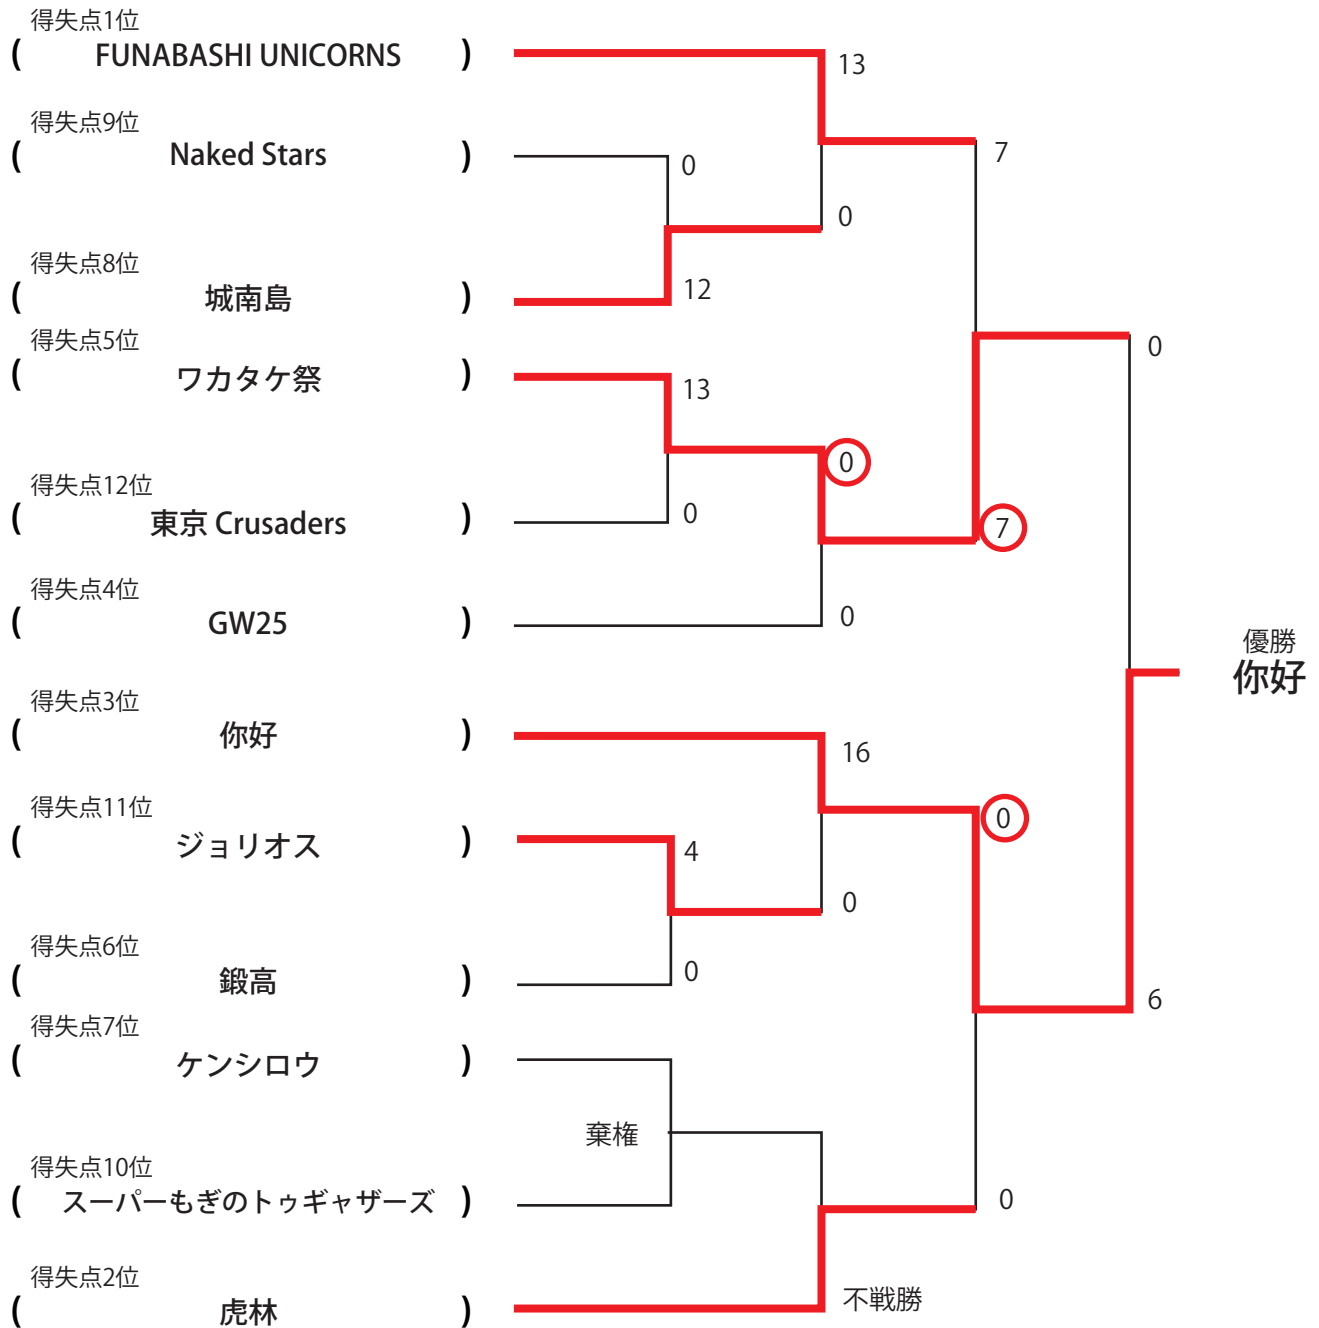 得失点1位
( FUNABASHI UNICORNS )
13
得失点9位
( Naked Stars )
0
7
0
得失点8位
( 城南島 )
12
得失点5位
( ワカタケ祭 )
13
0
0
得失点12位
( 東京 Crusaders )
0
7
得失点4位
( GW25 )
0
優勝
你好
得失点3位
( 你好 )
16
得失点11位
( ジョリオス )
4
0
0
得失点6位
( 鍛高 )
0
6
得失点7位
( ケンシロウ )
棄権
得失点10位
( スーパーもぎのトゥギャザーズ )
0
得失点2位
( 虎林 )
不戦勝